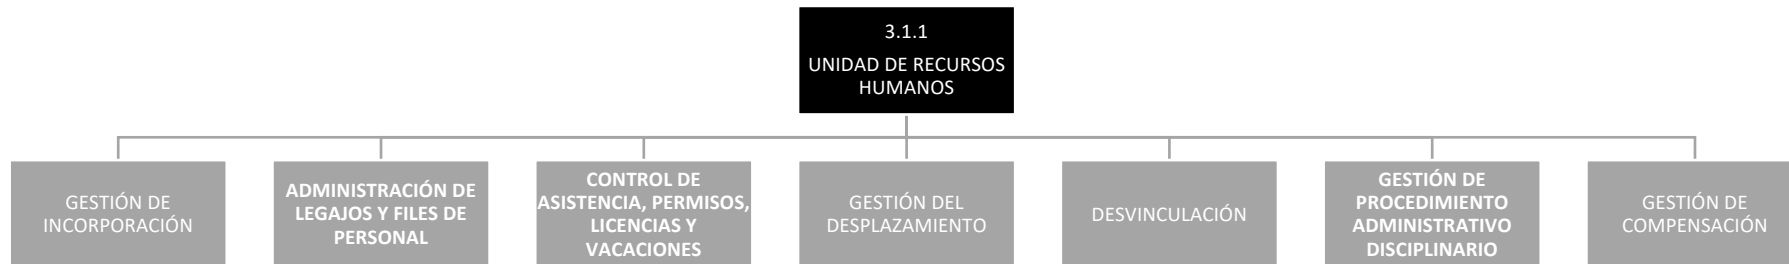 3.1.1
UNIDAD DE RECURSOS
HUMANOS
GESTIÓN DE
INCORPORACIÓN
ADMINISTRACIÓN DE
LEGAJOS Y FILES DE
PERSONAL
CONTROL DE
ASISTENCIA, PERMISOS,
LICENCIAS Y
VACACIONES
GESTIÓN DEL
DESPLAZAMIENTO
DESVINCULACIÓN
GESTIÓN DE
PROCEDIMIENTO
ADMINISTRATIVO
DISCIPLINARIO
GESTIÓN DE
COMPENSACIÓN